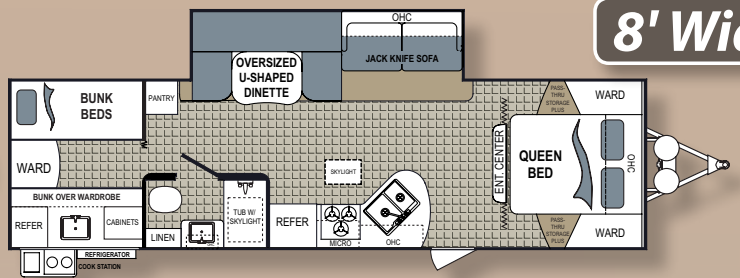 8' Wid
OHC
JACK KNIFE SOFA
OVERSIZED
U-SHAPED
DINETTE
BUNK
BEDS
PANTRY
WARD
BUNK OVER WARDROBE
REFER
CABINETS
REFRIGERATOR
COOK STATION
LINEN
TUB W/
SKYLIGHT
SKYLIGHT
REFER
MICRO
OHC
ENT. CENTER
QUEEN
BED
OHC
PASS-
THRU
STORAGE
PLUS
WARD
PASS-
THRU
STORAGE
PLUS
WARD